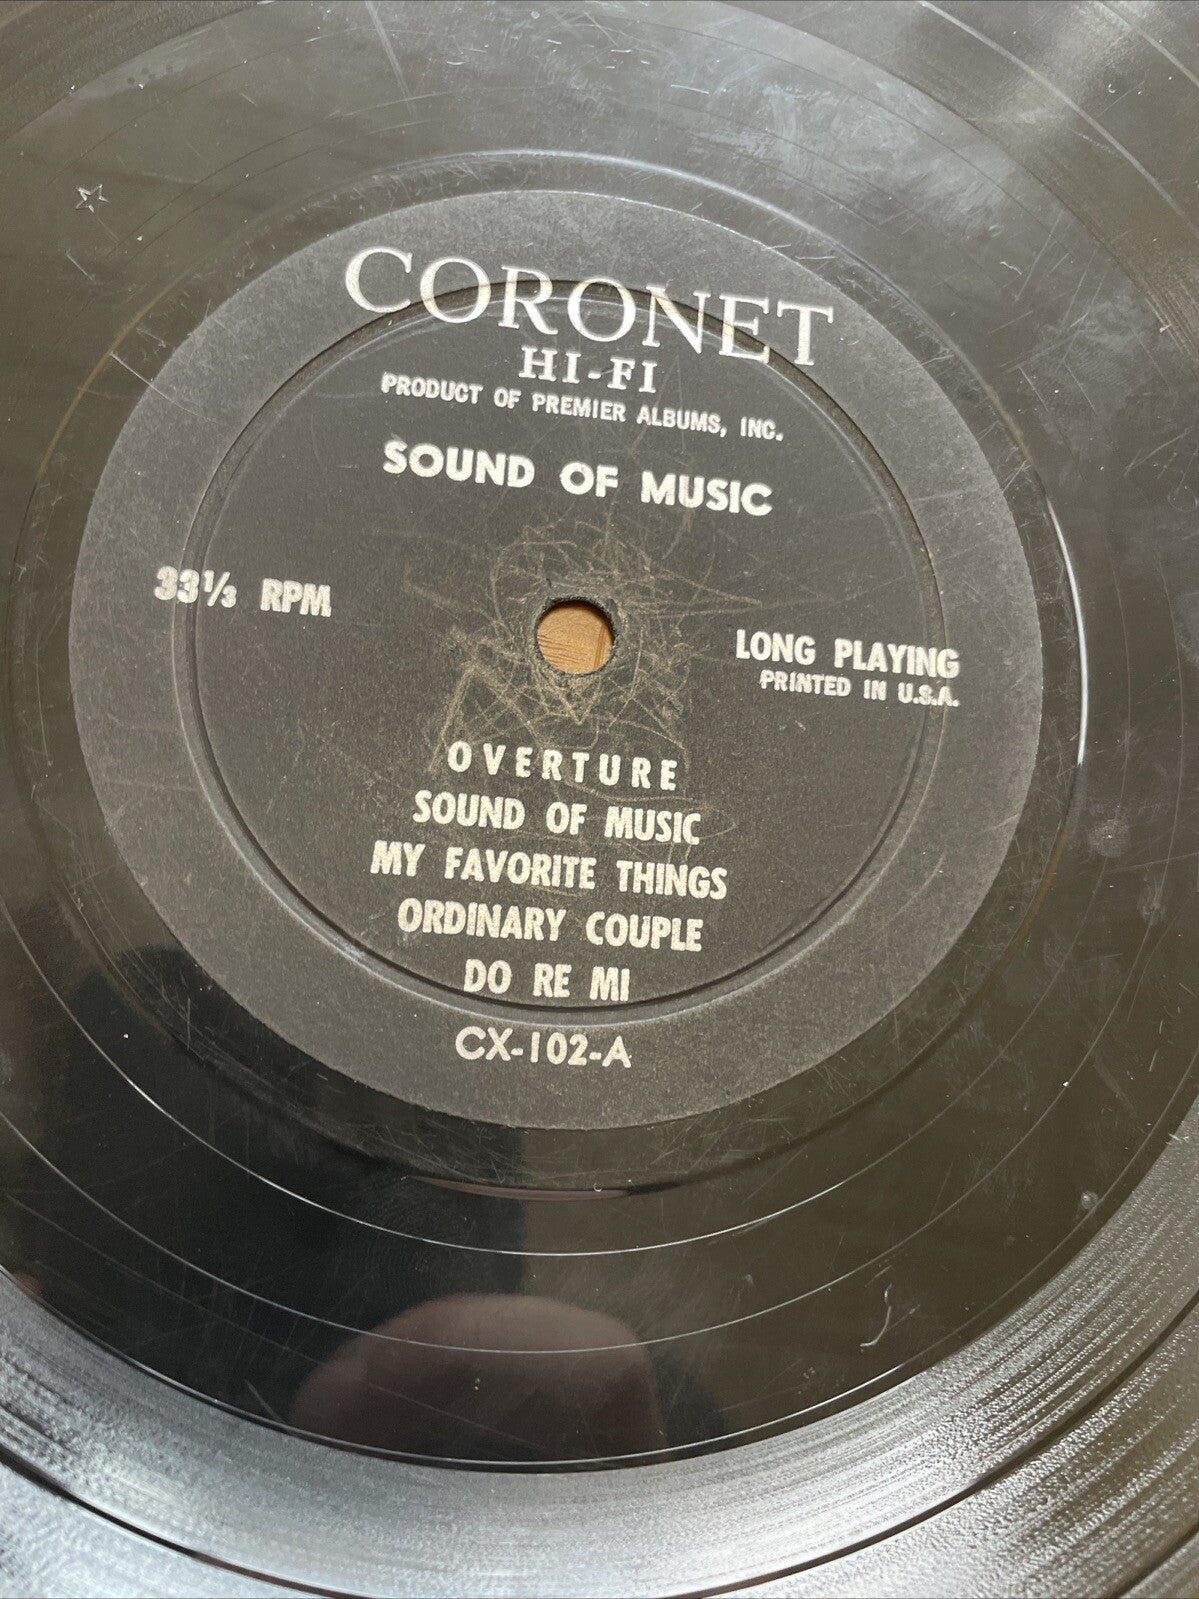 CORONET
HI-FI
PRODUCT OF PREMIER ALBUMS, INC.
SOUND OF MUSIC
33⅓ RPM
LONG PLAYING
PRINTED IN U.S.A.
OVERTURE
SOUND OF MUSIC
MY FAVORITE THINGS
ORDINARY COUPLE
DO RE MI
CX-102-A